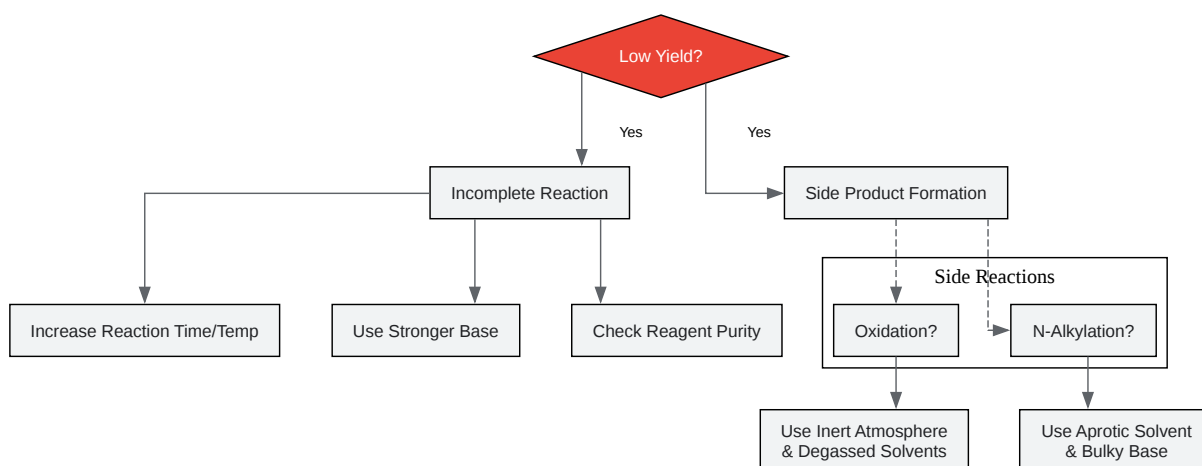 Low Yield?
Yes
Yes
Incomplete Reaction
Side Product Formation
Side Reactions
Increase Reaction Time/Temp
Use Stronger Base
Check Reagent Purity
Oxidation?
N-Alkylation?
Use Inert Atmosphere
& Degassed Solvents
Use Aprotic Solvent
& Bulky Base